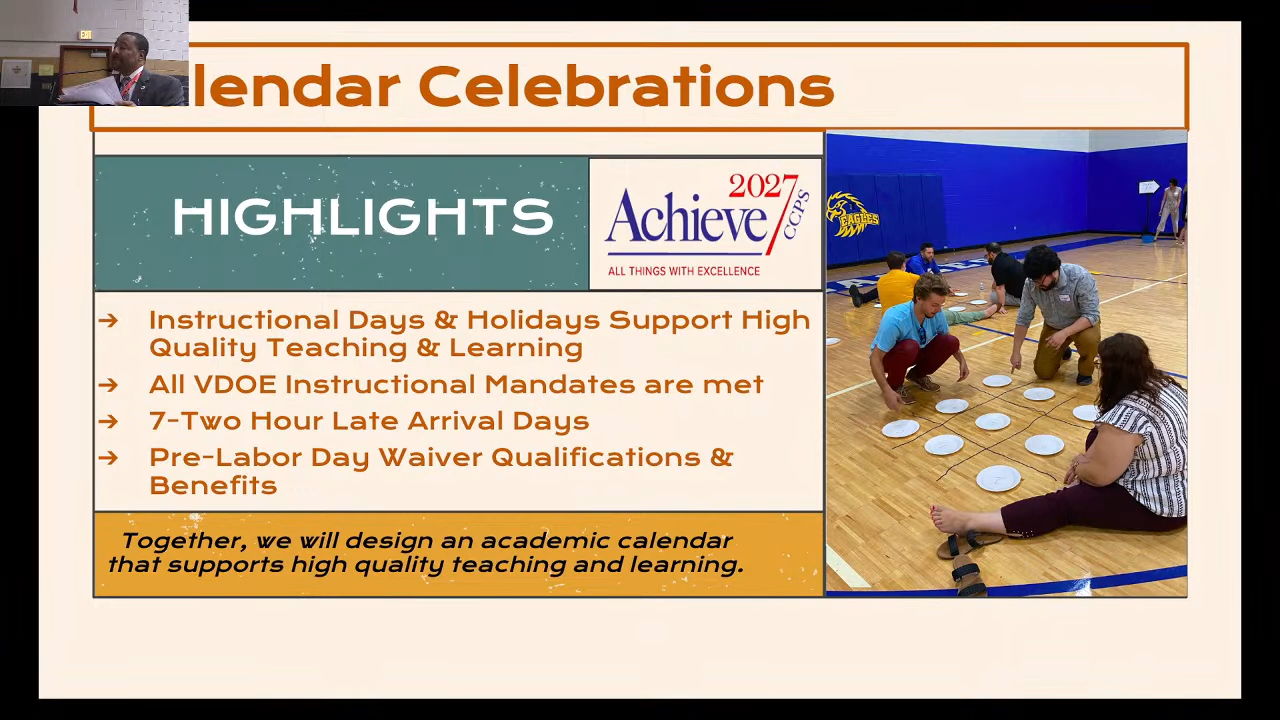 EXIT
lendar Celebrations
HIGHLIGHTS
2027
Achieve
CCPS
ALL THINGS WITH EXCELLENCE
EAGLES
➔ Instructional Days & Holidays Support High
Quality Teaching & Learning
➔ All VDOE Instructional Mandates are met
➔ 7-Two Hour Late Arrival Days
➔ Pre-Labor Day Waiver Qualifications &
Benefits
Together, we will design an academic calendar
that supports high quality teaching and learning.